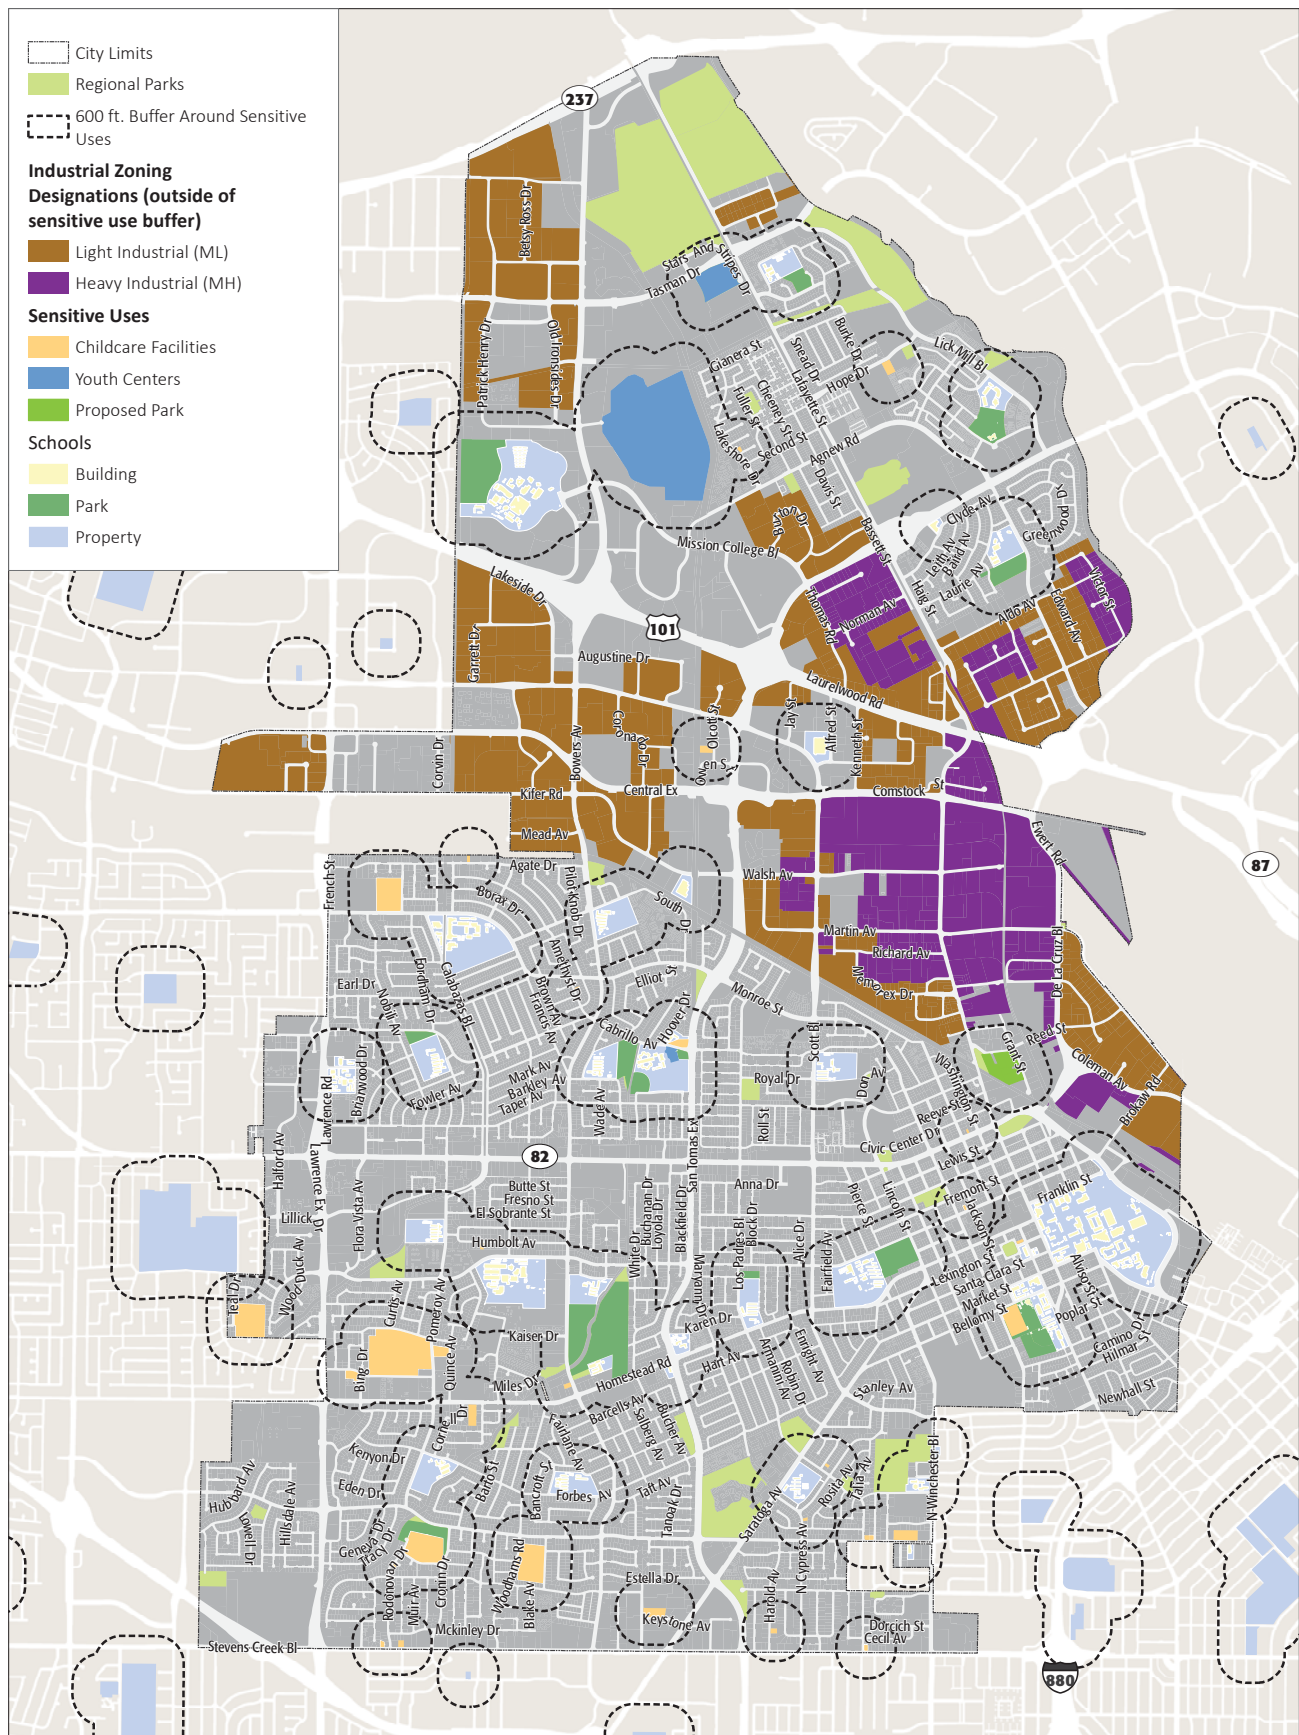 City Limits
Regional Parks
600 ft. Buffer Around Sensitive
Uses
Industrial Zoning
Designations (outside of
sensitive use buffer)
Light Industrial (ML)
Heavy Industrial (MH)
Sensitive Uses
Childcare Facilities
Youth Centers
Proposed Park
Schools
Building
Park
Property
237
Betsy Ross Dr
Stars And Stripes Dr
Tasman Dr
Patrick Henry Dr
Old Ironsides Dr
Gianera St
Snead Dr
Burke Dr
Lick Mill Bl
Hope Dr
Lafayette St
Cheeney St
Fuller St
Lakeshore Dr
Second St
Agnew Rd
Davis St
Burton Dr
Bassett St
Clyde Av
Greenwood Dr
Leith Av
Baird Av
Laurie Av
Haig St
Mission College Bl
Lakeside Dr
101
Thomas Rd
Norman Av
Aldo Av
Edward Av
Victor St
Garrett Dr
Augustine Dr
Laurelwood Rd
Corvin Dr
Bowers Av
Coronado Dr
Olcott St
Owen St
Jay St
Alfred St
Kenneth St
Kifer Rd
Central Ex
Comstock St
Mead Av
Ewert Rd
87
French St
Agate Dr
Borax Dr
Pilot Knob Dr
South Dr
Walsh Av
Martin Av
Richard Av
De La Cruz Bl
Memorex Dr
Earl Dr
Nobili Av
Fordham Dr
Calabazas Bl
Amethyst Dr
Brown Av
Francis Av
Elliot St
Hoover Dr
Monroe St
Cabrillo Av
Scott Bl
Grant St
Reed St
Coleman Av
Brokaw Rd
Lawrence Rd
Briarwood Dr
Fowler Av
Mark Av
Barkley Av
Taper Av
Wade Av
Royal Dr
Roll St
Don Av
Washington St
Reeve St
Civic Center Dr
Lewis St
82
Halford Av
Lawrence Ex
Lillick Dr
Flora Vista Av
Butte St
Fresno St
El Sobrante St
Humbolt Av
White Dr
Buchanan Dr
Loyola Dr
Blackfield Dr
San Tomas Ex
Anna Dr
Los Padres Bl
Block Dr
Alice Dr
Fairfield Av
Pierce St
Lincoln St
Fremont St
Jackson St
Franklin St
Lexington St
Santa Clara St
Market St
Bellomy St
Alviso St
Poplar St
Camino Dr
Hilmar St
Newhall St
Teal Dr
Wood Duck Av
Curtis Av
Pomeroy Av
Bing Dr
Quince Av
Kaiser Dr
Miles Dr
Maryann Dr
Karen Dr
Hart Av
Homestead Rd
Armanini Av
Enright Av
Robin Dr
Stanley Av
Cornell Dr
Barcells Av
Salberg Av
Bucher Av
Fairlane Av
Kenyon Dr
Eden Dr
Barto St
Bancroft St
Forbes Av
Taft Av
Tanoak Dr
Saratoga Av
Rosita Av
Talia Av
N Winchester Bl
Hubbard Av
Lowell Dr
Hillsdale Av
Geneva Dr
Tracy Dr
Rodonovan Dr
Muir Av
Cronin Dr
Woodhams Rd
Blake Av
Estella Dr
Keystone Av
Harold Av
N Cypress Av
Dorcich St
Cecil Av
Mckinley Dr
Stevens Creek Bl
880